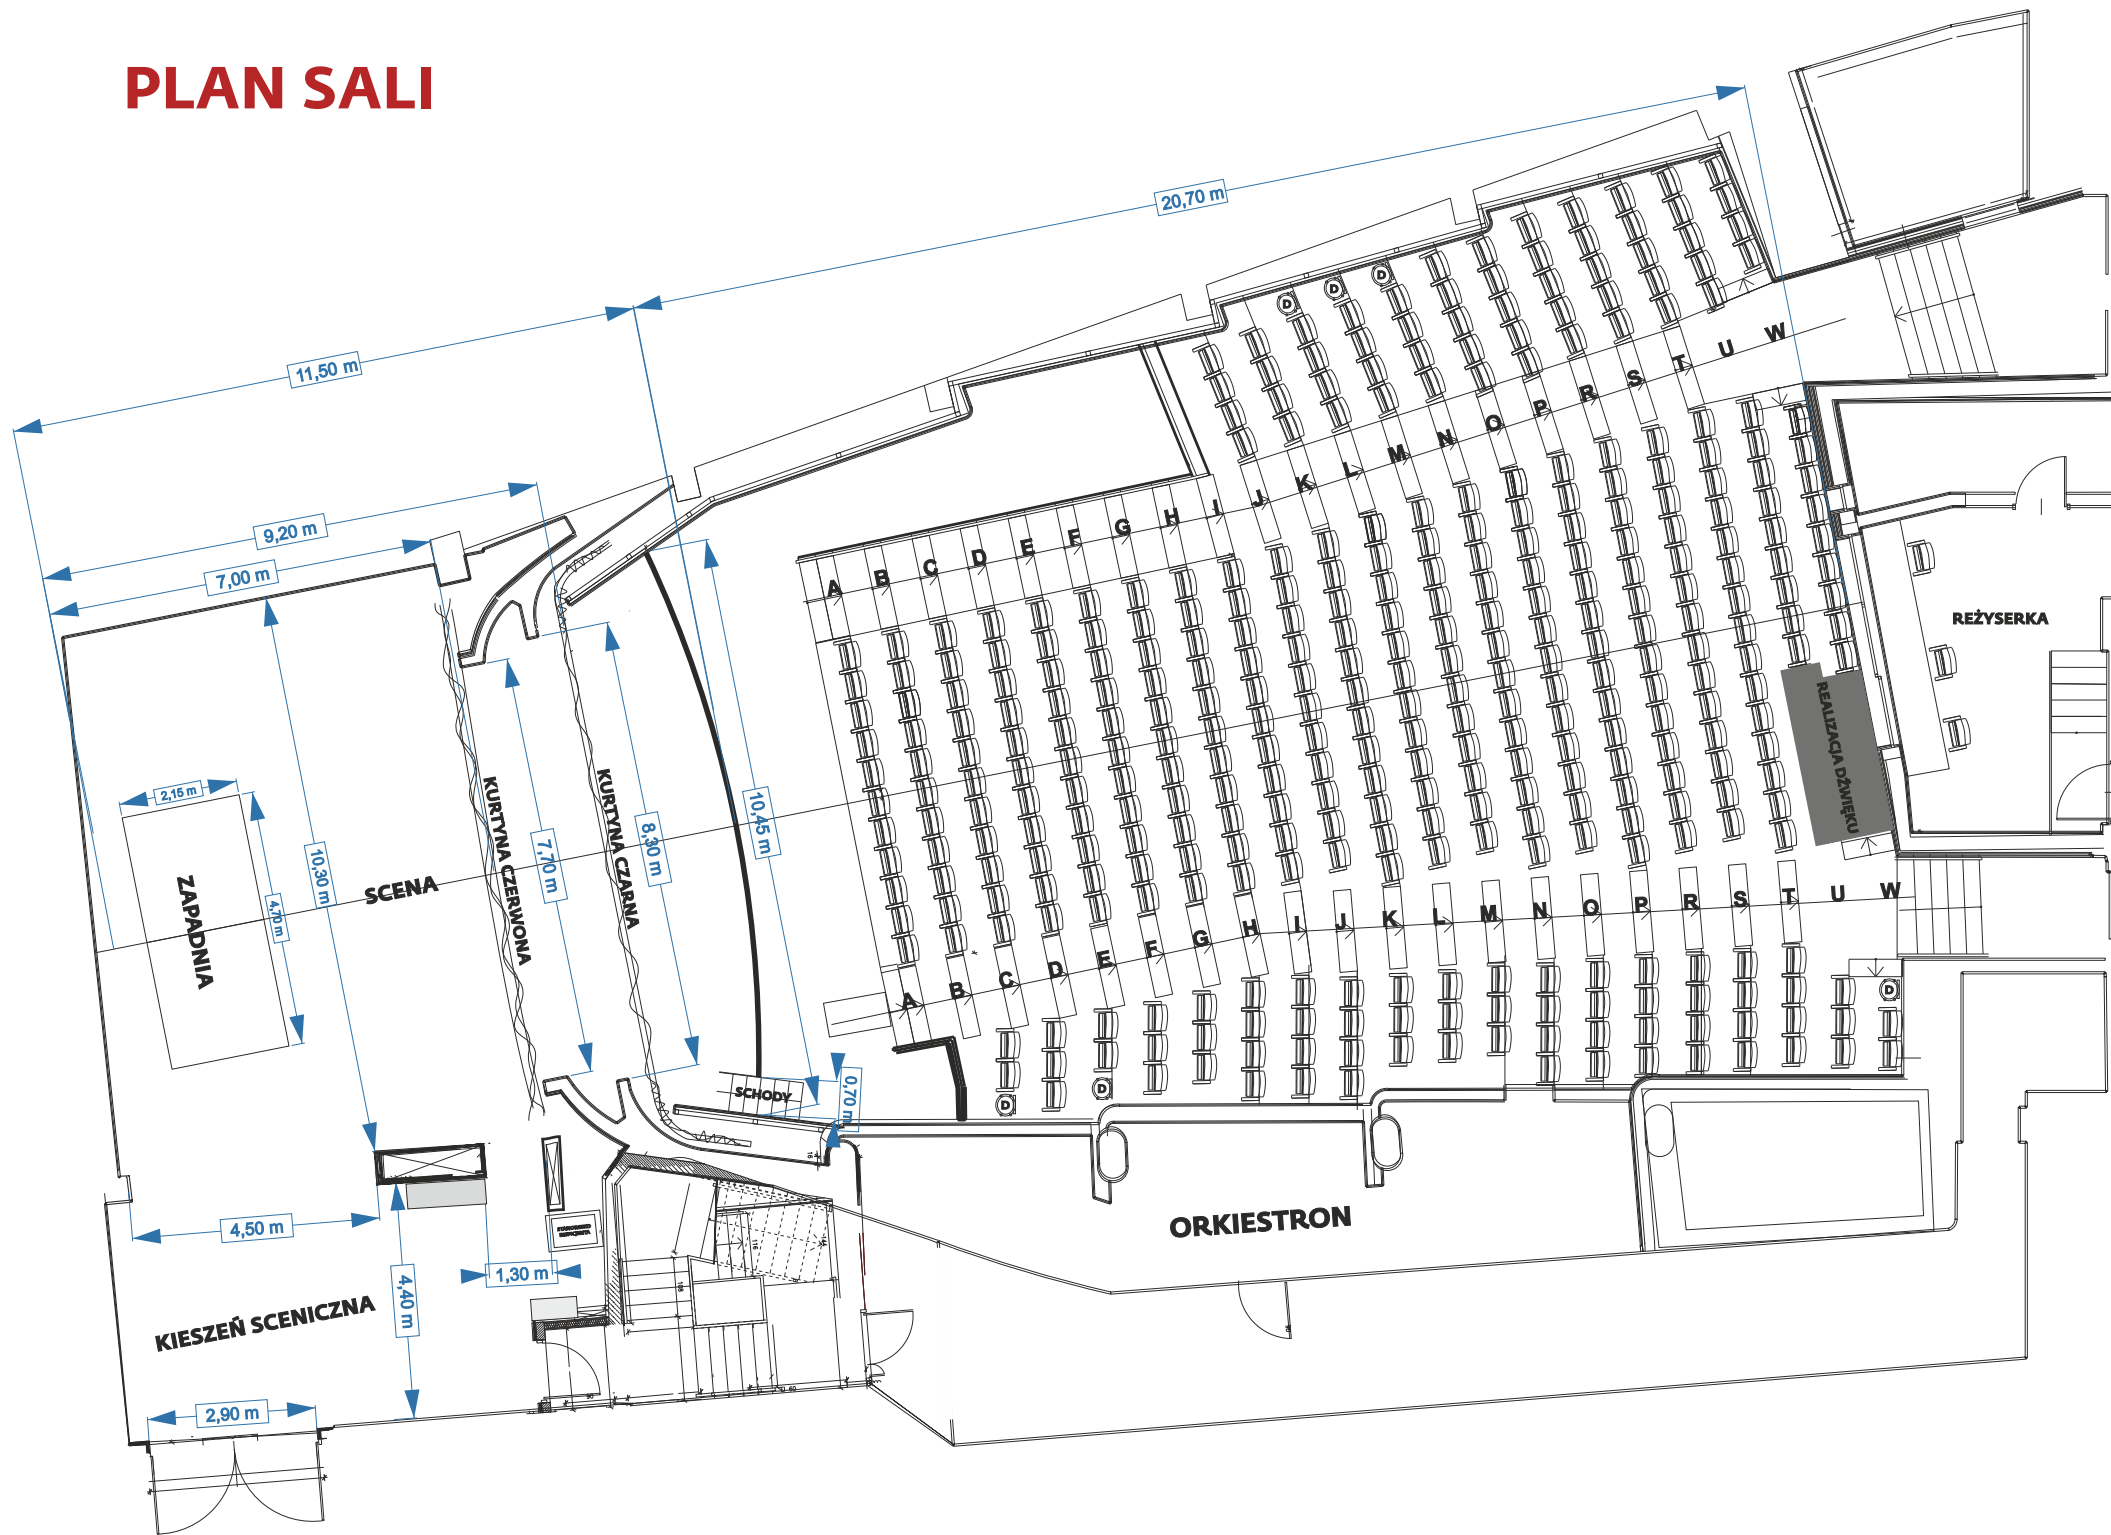 PLAN SALI
20,70 m
11,50 m
9,20 m
7,00 m
A B C D E F G H I J K L M N O P R S T U W
REŻYSERKA
REALIZACJA DŹWIĘKU
KURTYNA CZERWONA
KURTYNA CZARNA
10,45 m
8,30 m
7,70 m
10,30 m
2,15 m
4,70 m
ZAPADNIA
SCENA
A B C D E F G H I J K L M N O P R S T U W
D
D
D
D
D
D
SCHODY
0,70 m
4,50 m
1,30 m
4,40 m
KIESZEŃ SCENICZNA
2,90 m
ORKIESTRON